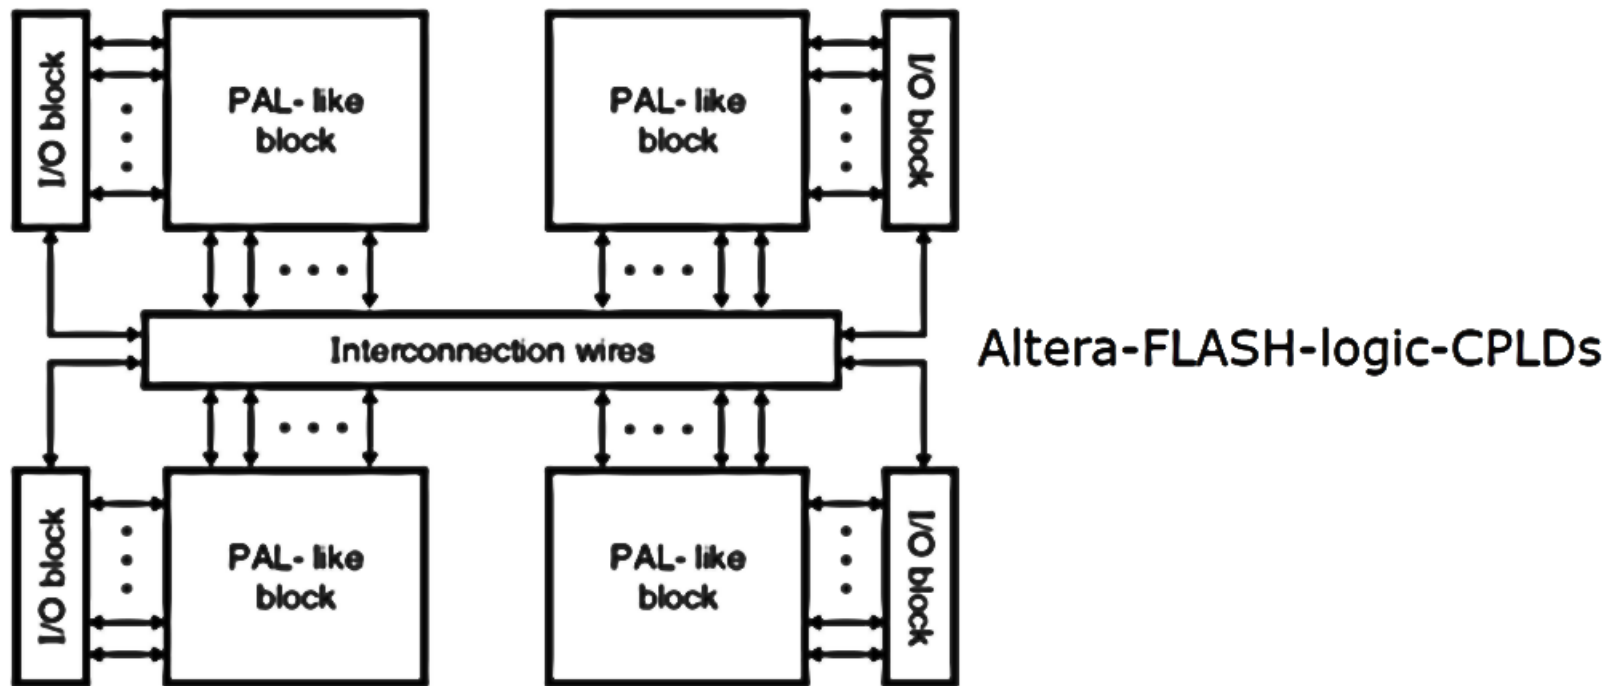 I/O block
PAL- like
block
PAL- like
block
I/O block
Interconnection wires
Altera-FLASH-logic-CPLDs
I/O block
PAL- like
block
PAL- like
block
I/O block